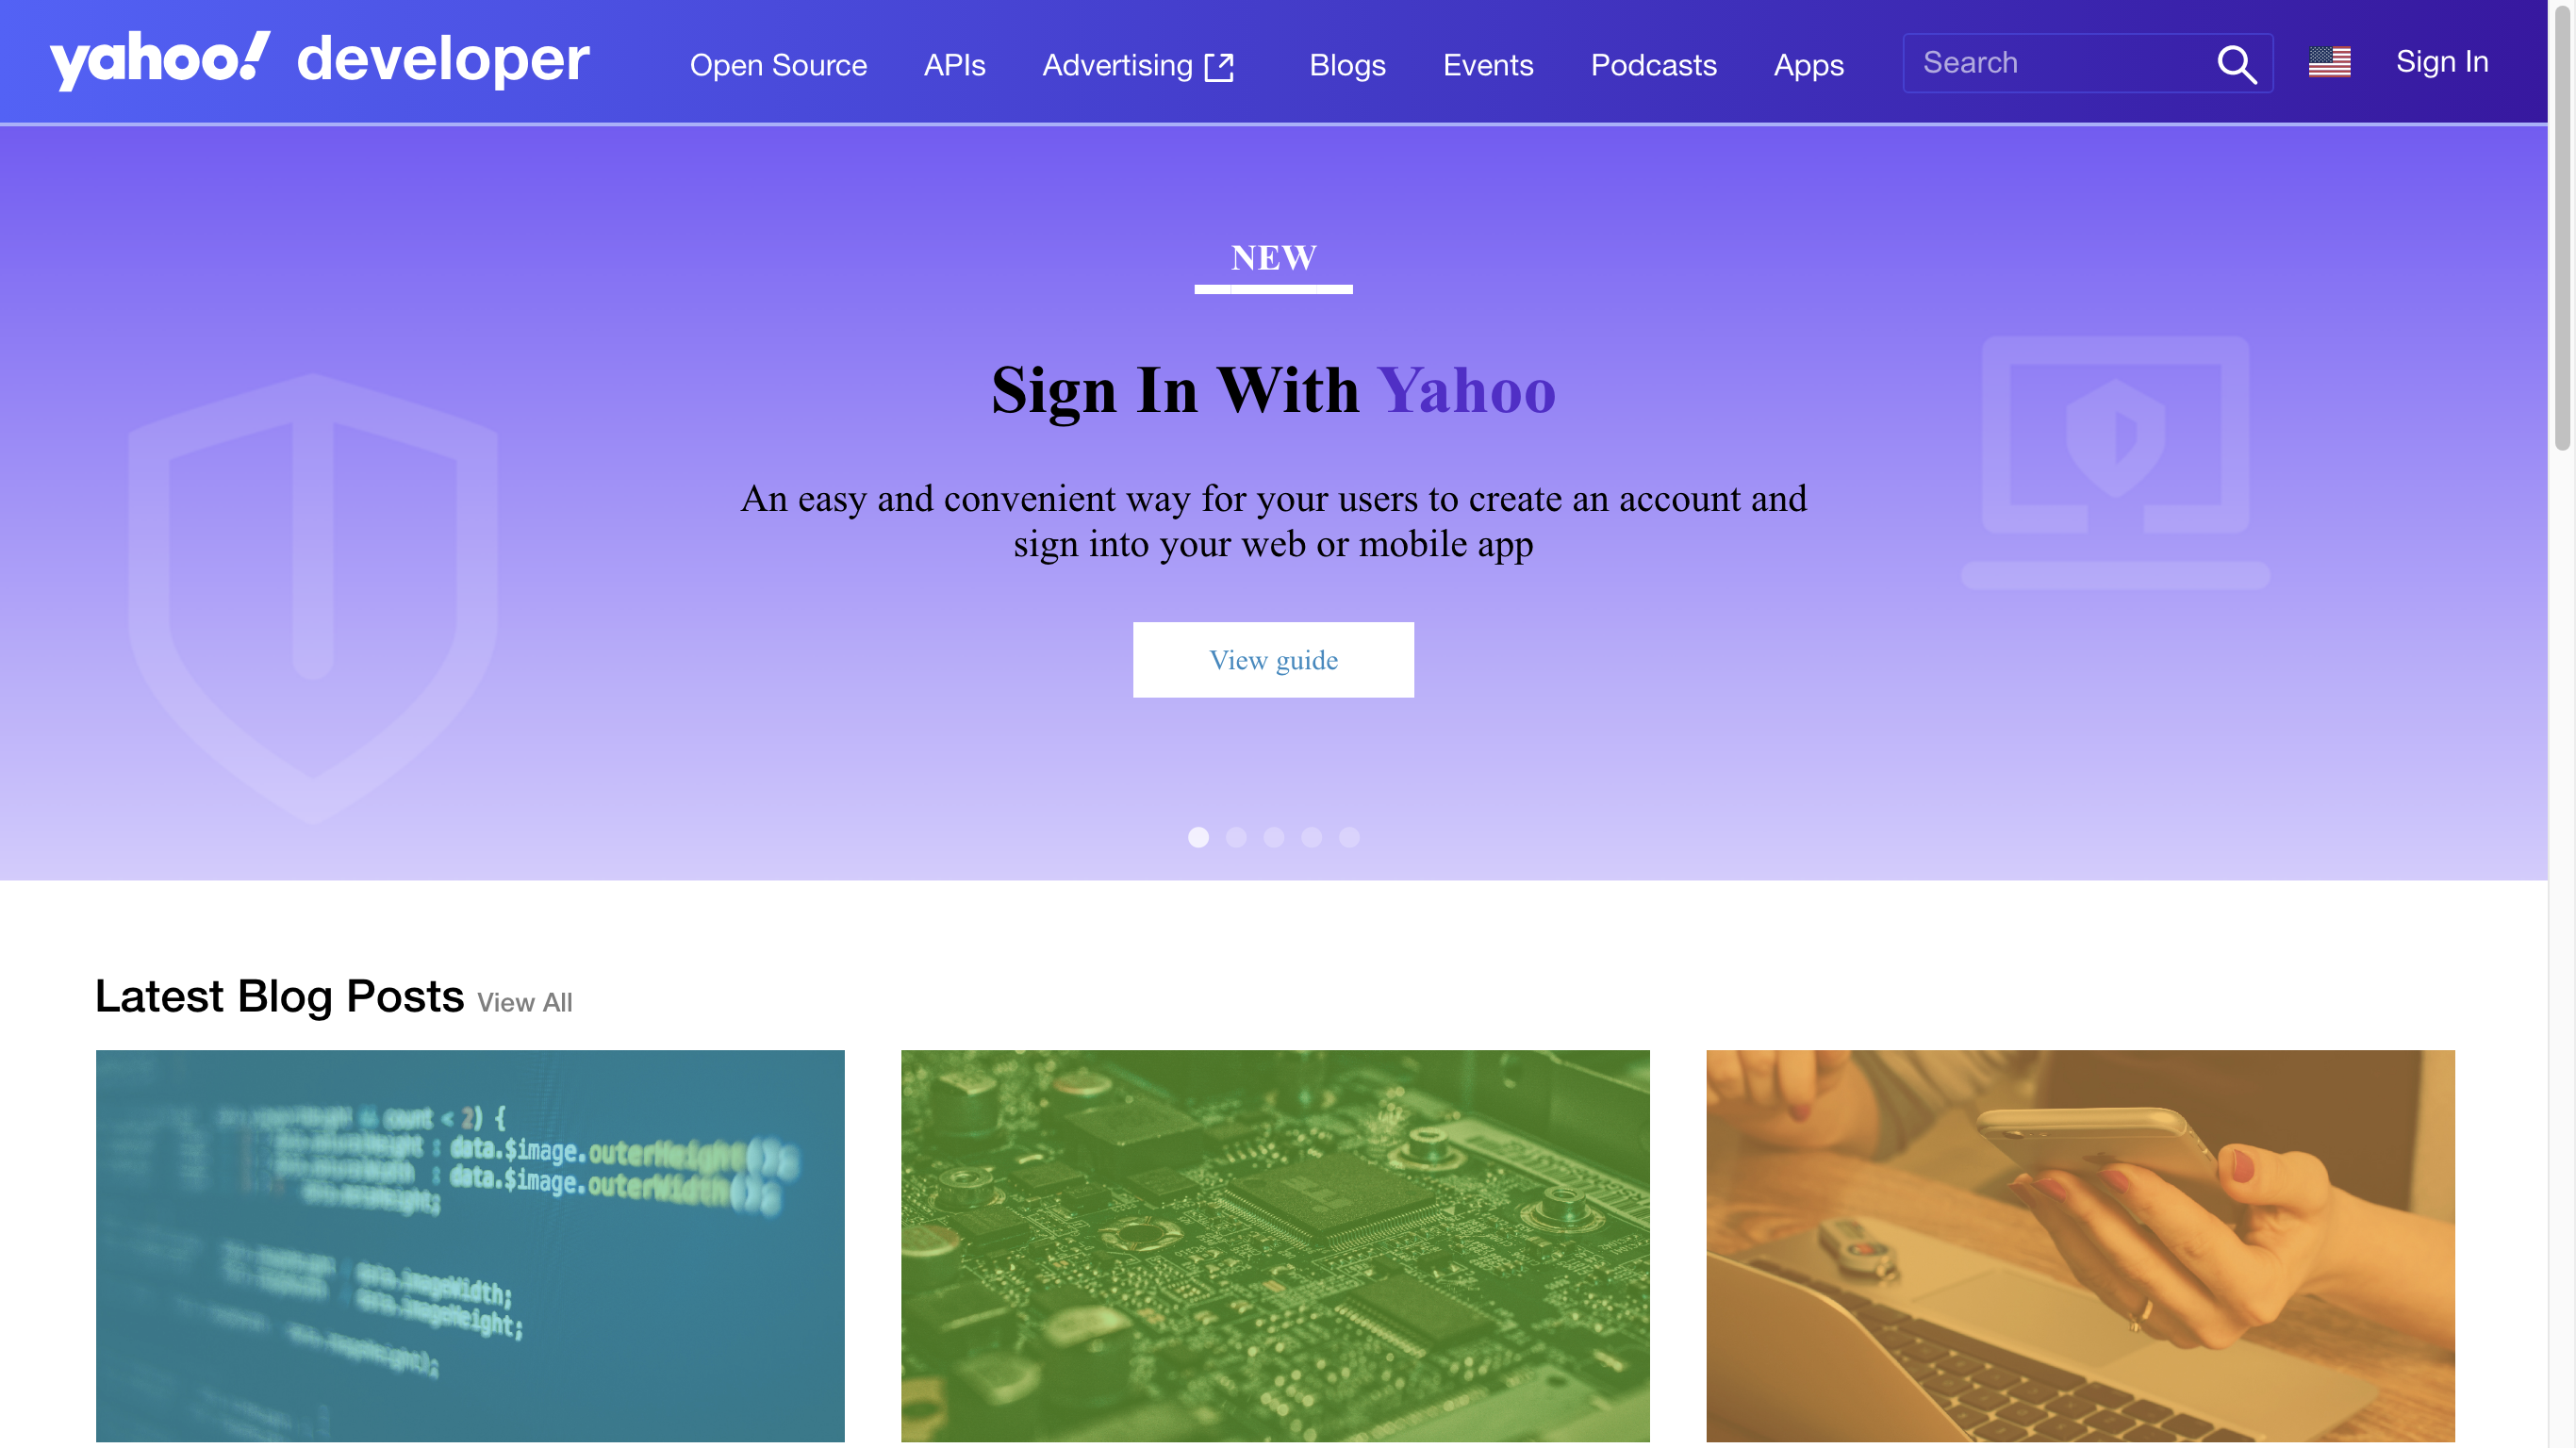 yahoo! developer
Open Source
APIs
Advertising
Blogs
Events
Podcasts
Apps
Search
Sign In
NEW
Sign In With Yahoo
An easy and convenient way for your users to create an account and
sign into your web or mobile app
View guide
Latest Blog Posts View All
count < 2) {
: data.$image.outerHeight
: data.$image.outerWidth
data.imageWidth;
data.imageHeight;